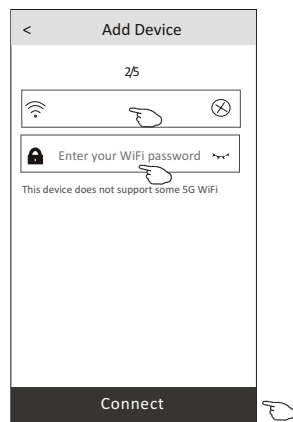 < Add Device
2/5
Enter your WiFi password
This device does not support some 5G WiFi
Connect